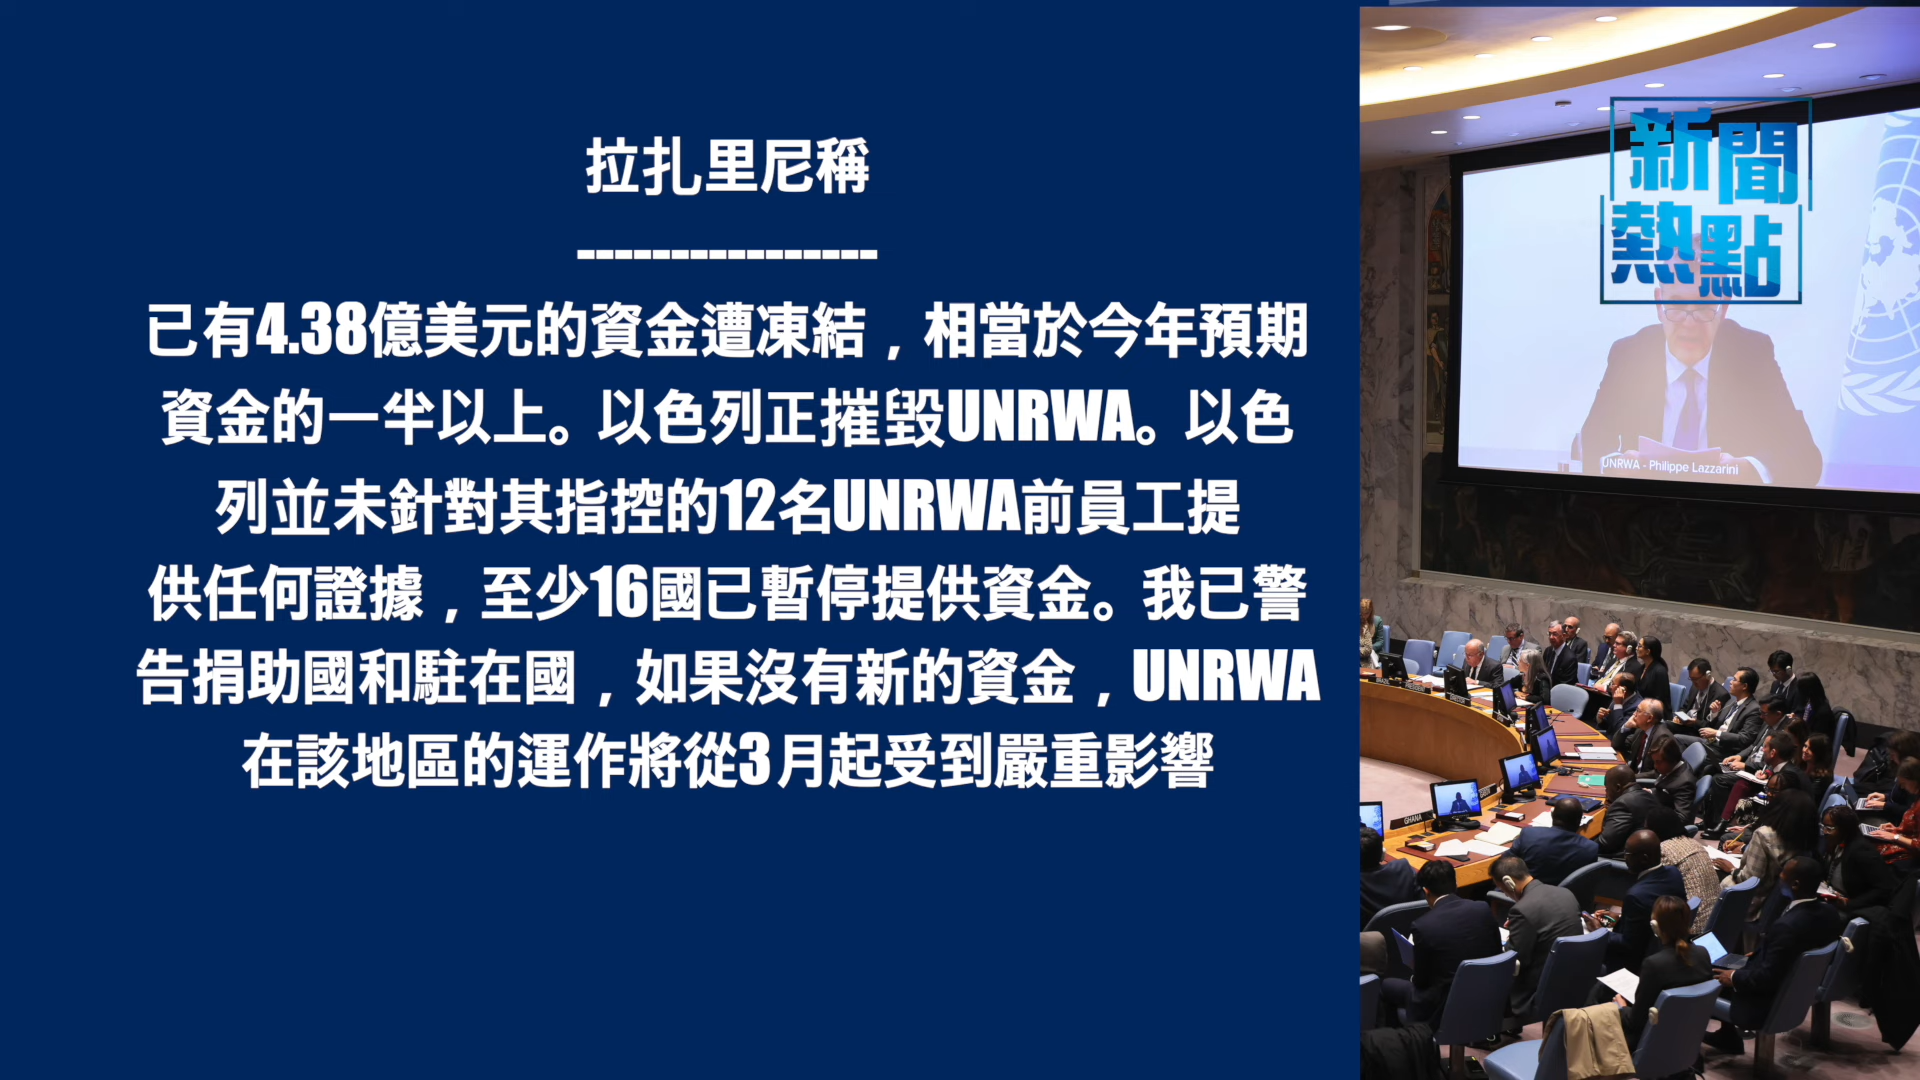 拉扎里尼稱
----------------
已有4.38億美元的資金遭凍結，相當於今年預期
資金的一半以上。以色列正摧毀UNRWA。以色
列並未針對其指控的12名UNRWA前員工提
供任何證據，至少16國已暫停提供資金。我已警
告捐助國和駐在國，如果沒有新的資金，UNRWA
在該地區的運作將從3月起受到嚴重影響
新聞
熱點
UNRWA - Philippe Lazzarini
GHANA